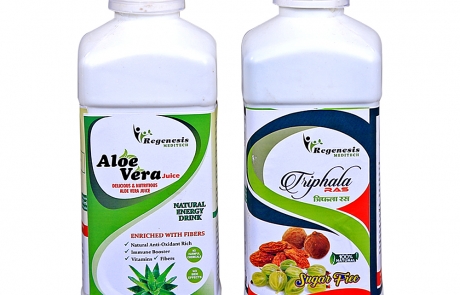 Regenesis
MEDITECH
Aloe
Vera Juice
DELICIOUS & NUTRITIOUS
ALOE VERA JUICE
NATURAL
ENERGY
DRINK
ENRICHED WITH FIBERS
Natural Anti-Oxidant Rich
Immune Booster
Vitamins
Fibers
Regenesis
MEDITECH
Triphala
RAS
त्रिफला रस
100%
Sugar Free